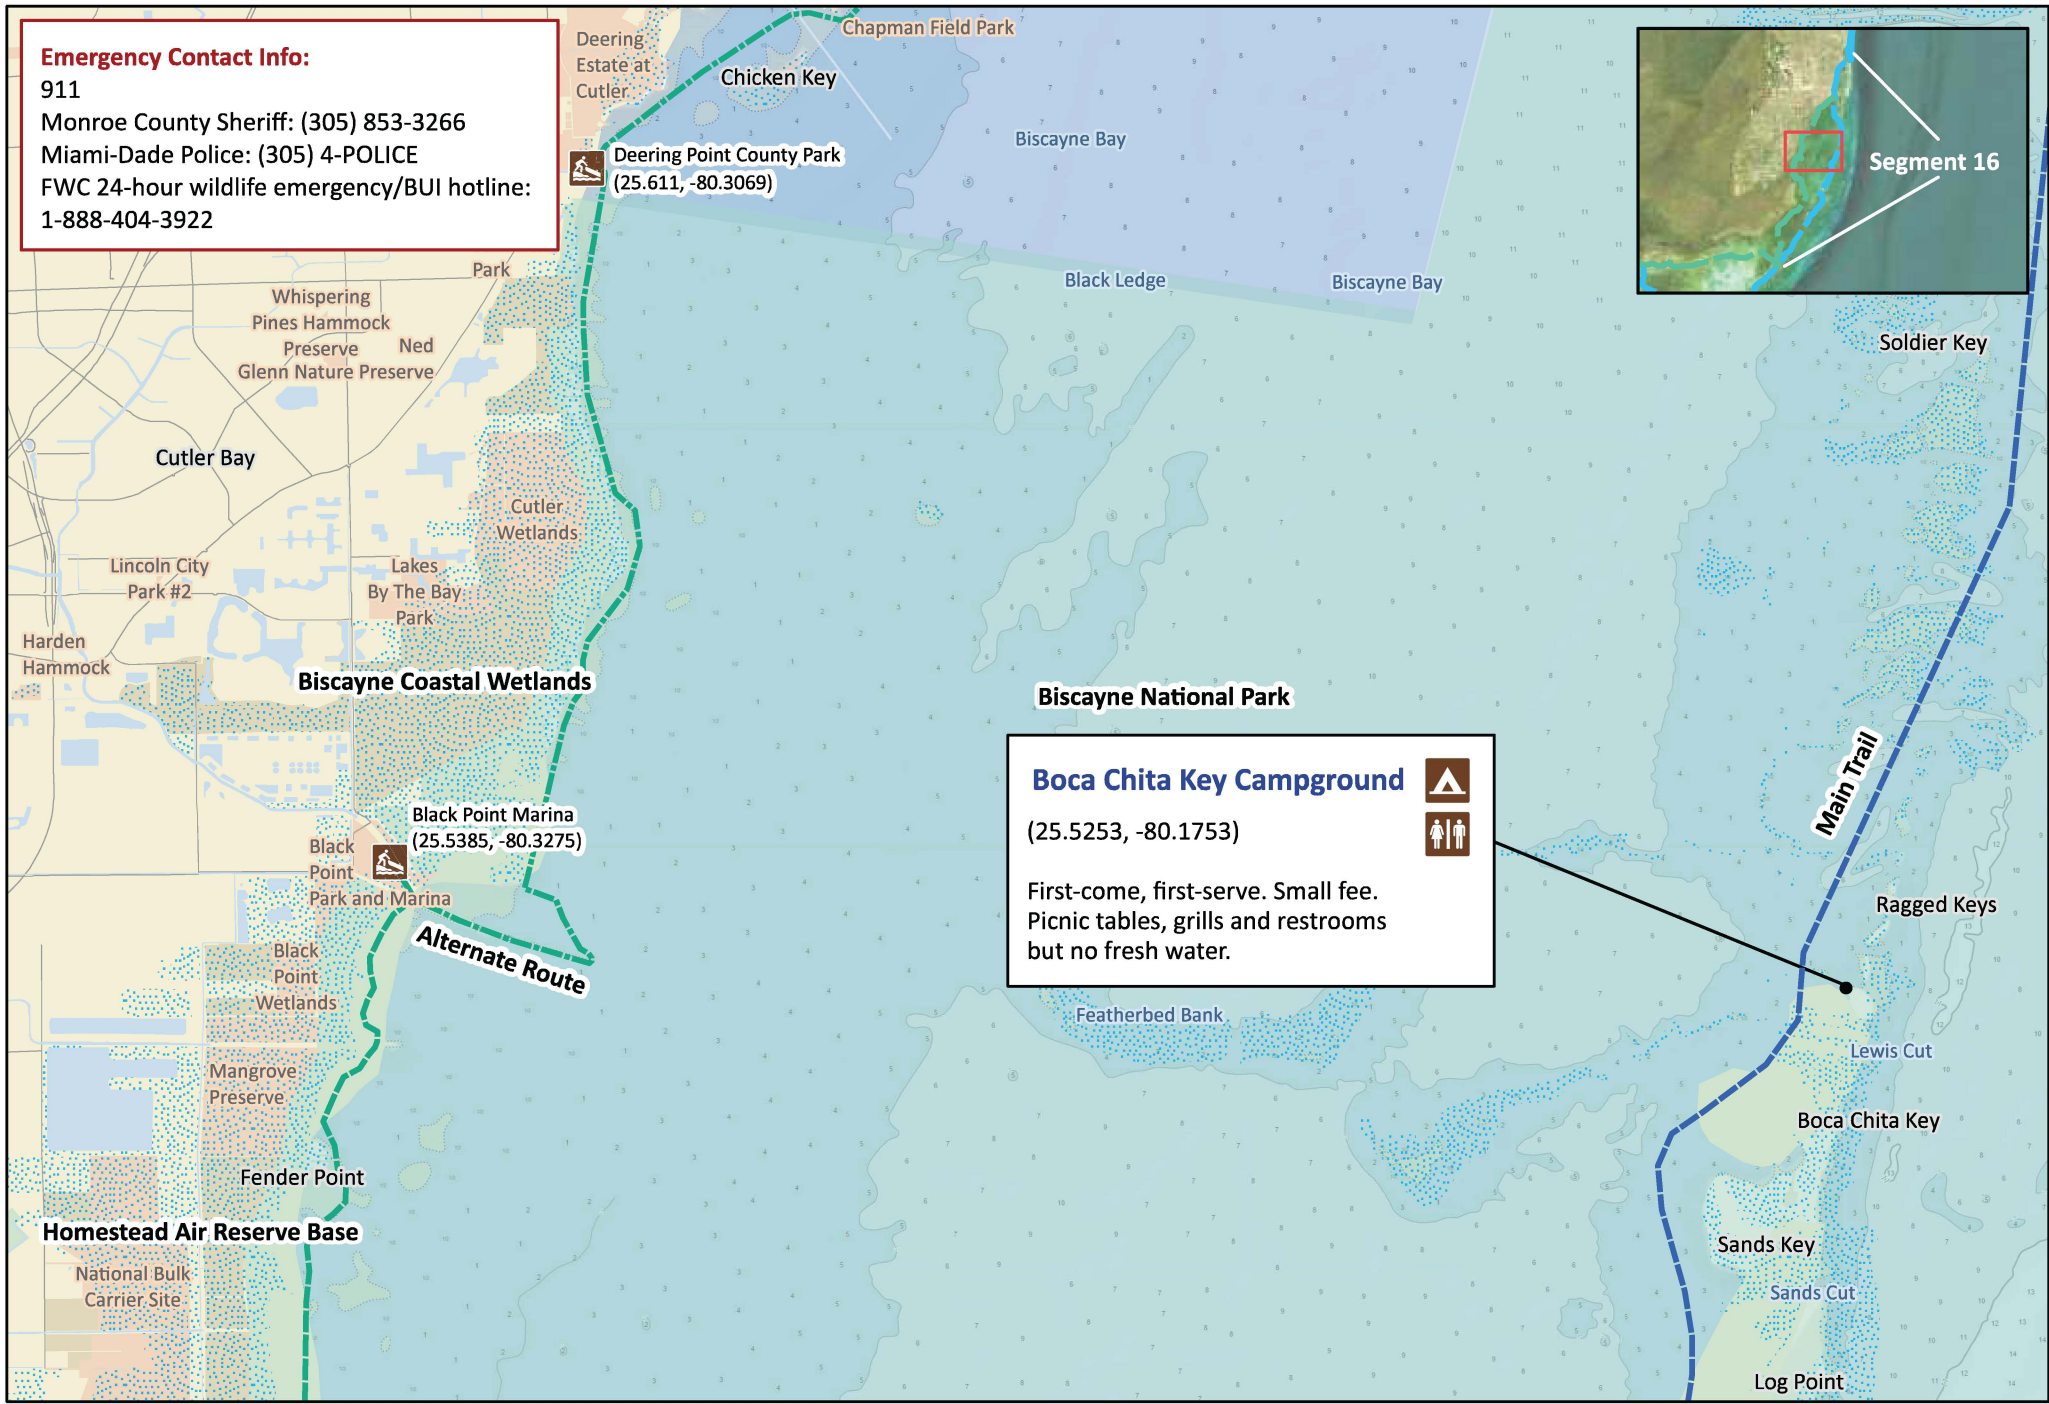 Emergency Contact Info:
911
Monroe County Sheriff: (305) 853-3266
Miami-Dade Police: (305) 4-POLICE
FWC 24-hour wildlife emergency/BUI hotline:
1-888-404-3922
Deering
Estate at
Cutler
Chapman Field Park
Chicken Key
Biscayne Bay
Deering Point County Park
(25.611, -80.3069)
Segment 16
Park
Black Ledge
Biscayne Bay
Whispering
Pines Hammock
Preserve
Ned
Glenn Nature Preserve
Soldier Key
Cutler Bay
Cutler
Wetlands
Lincoln City
Park #2
Lakes
By The Bay
Park
Harden
Hammock
Biscayne Coastal Wetlands
Biscayne National Park
Main Trail
Boca Chita Key Campground
(25.5253, -80.1753)
First-come, first-serve. Small fee.
Picnic tables, grills and restrooms
but no fresh water.
Black Point Marina
(25.5385, -80.3275)
Black
Point
Park and Marina
Alternate Route
Ragged Keys
Black
Point
Wetlands
Featherbed Bank
Lewis Cut
Mangrove
Preserve
Boca Chita Key
Fender Point
Homestead Air Reserve Base
Sands Key
National Bulk
Carrier Site
Sands Cut
Log Point